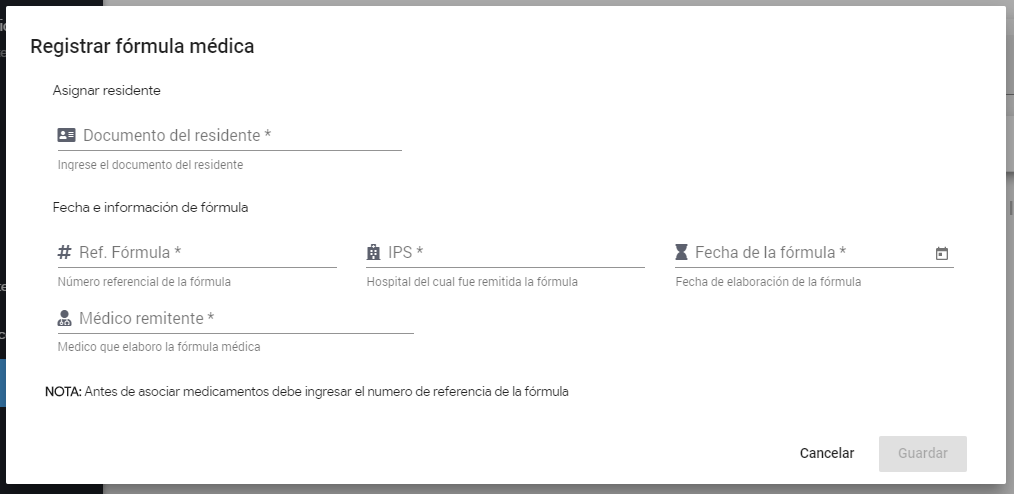 Registrar fórmula médica
Asignar residente
Documento del residente *
Ingrese el documento del residente
Fecha e información de fórmula
# Ref. Fórmula *
IPS *
Fecha de la fórmula *
Número referencial de la fórmula
Hospital del cual fue remitida la fórmula
Fecha de elaboración de la fórmula
Médico remitente *
Medico que elaboro la fórmula médica
NOTA: Antes de asociar medicamentos debe ingresar el numero de referencia de la fórmula
Cancelar
Guardar